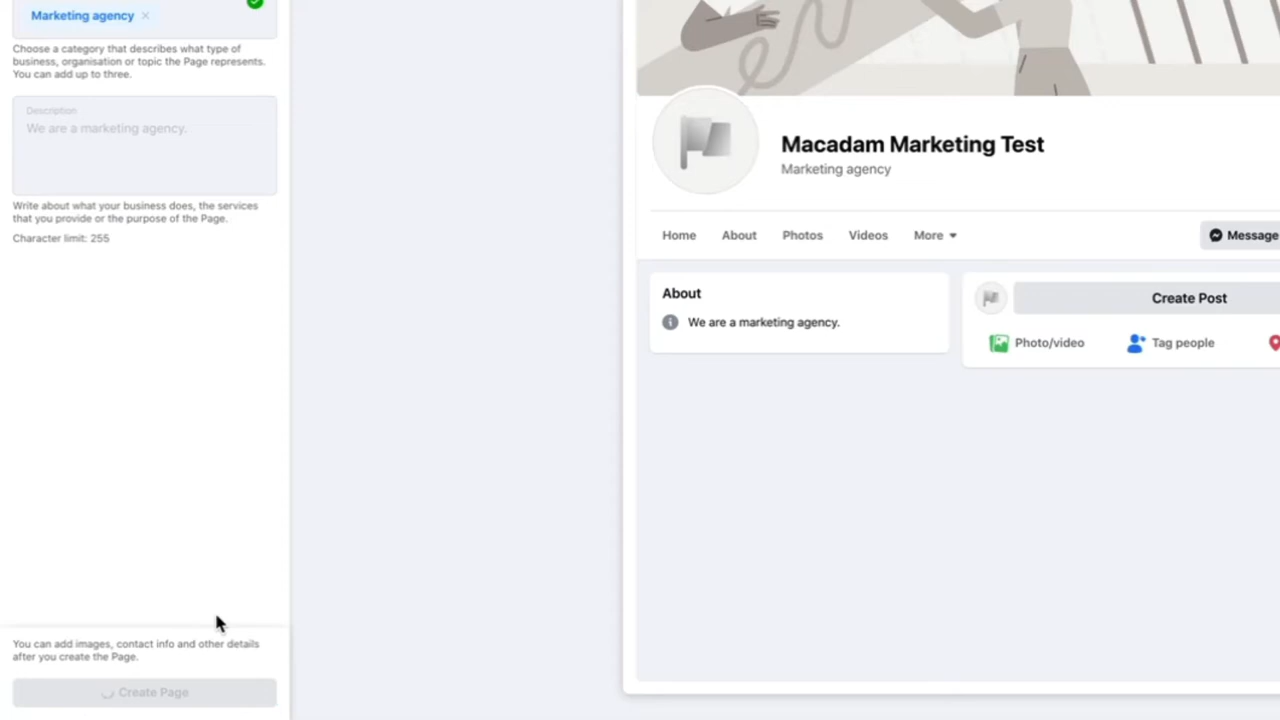 Marketing agency
Choose a category that describes what type of
business, organisation or topic the Page represents.
You can add up to three.
Description
We are a marketing agency.
Write about what your business does, the services
that you provide or the purpose of the Page.
Character limit: 255
You can add images, contact info and other details
after you create the Page.
Create Page
Macadam Marketing Test
Marketing agency
Home About Photos Videos More Message
About
We are a marketing agency.
Create Post
Photo/video Tag people